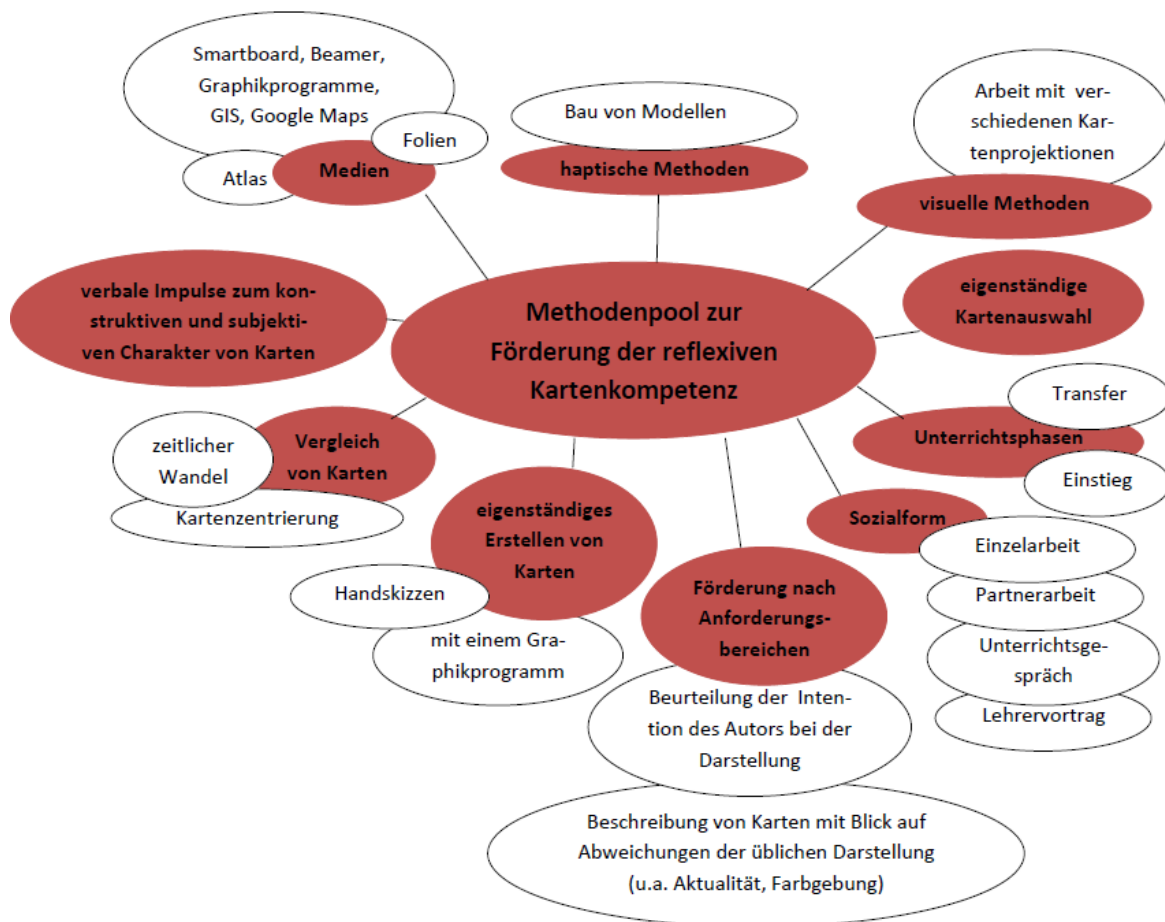 Smartboard, Beamer,
Graphikprogramme,
GIS, Google Maps
Folien
Atlas
Medien
Bau von Modellen
haptische Methoden
Arbeit mit ver-
schiedenen Kar-
tenprojektionen
visuelle Methoden
verbale Impulse zum kon-
struktiven und subjekti-
ven Charakter von Karten
Methodenpool zur
Förderung der reflexiven
Kartenkompetenz
eigenständige
Kartenauswahl
Transfer
Unterrichtsphasen
Einstieg
zeitlicher
Wandel
Vergleich
von Karten
Kartenzentrierung
eigenständiges
Erstellen von
Karten
Handskizzen
mit einem Gra-
phikprogramm
Förderung nach
Anforderungs-
bereichen
Beurteilung der Inten-
tion des Autors bei der
Darstellung
Beschreibung von Karten mit Blick auf
Abweichungen der üblichen Darstellung
(u.a. Aktualität, Farbgebung)
Sozialform
Einzelarbeit
Partnerarbeit
Unterrichtsge-
spräch
Lehrervortrag